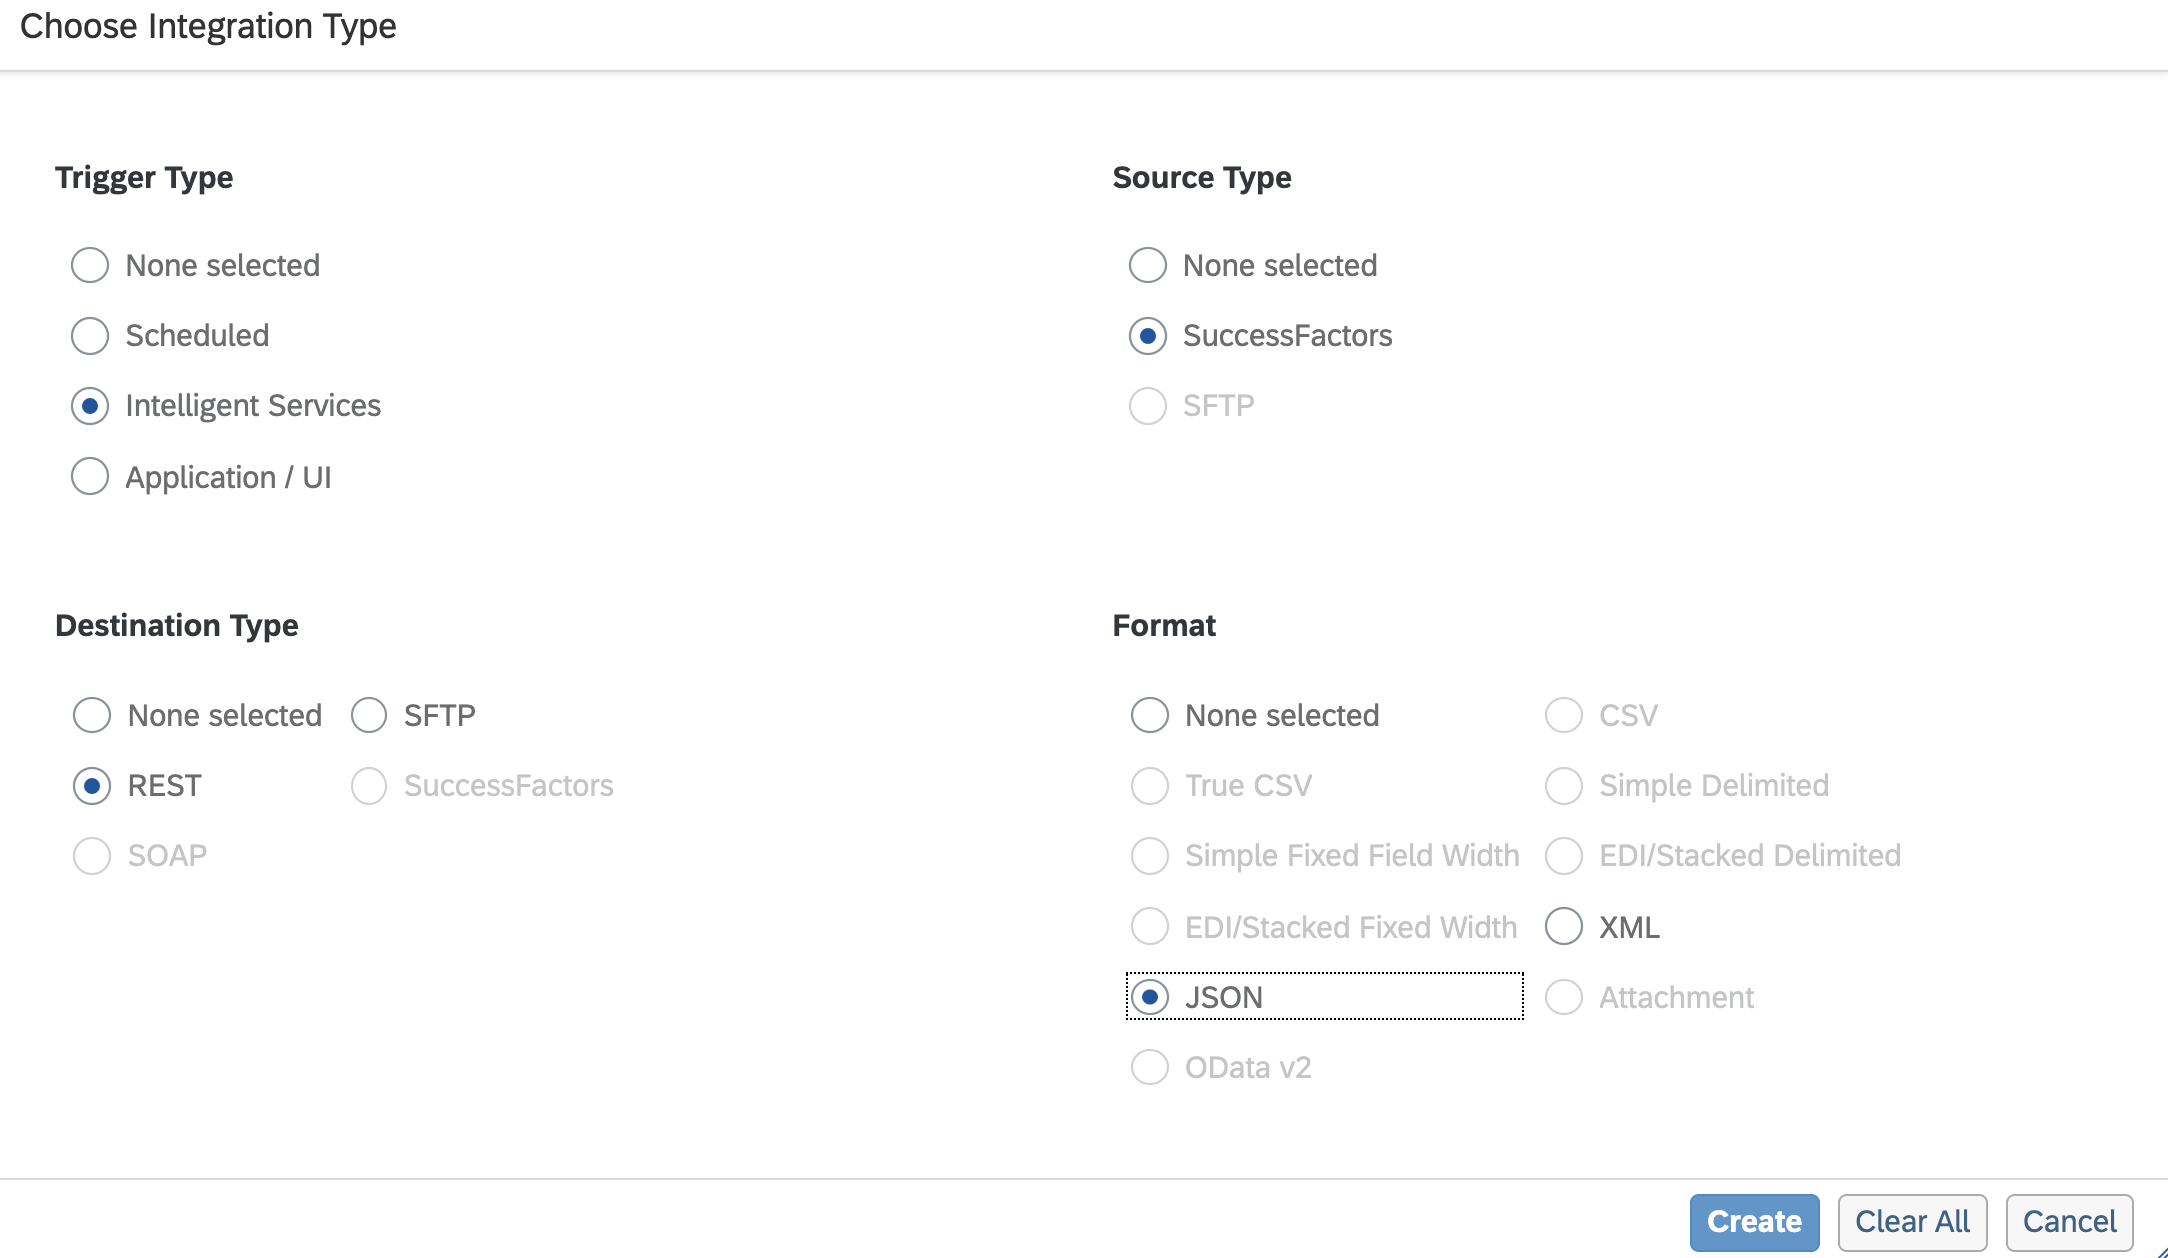 Choose Integration Type
Trigger Type
None selected
Scheduled
Intelligent Services
Application / UI
Source Type
None selected
SuccessFactors
SFTP
Destination Type
None selected
SFTP
REST
SuccessFactors
SOAP
Format
None selected
CSV
True CSV
Simple Delimited
Simple Fixed Field Width
EDI/Stacked Delimited
EDI/Stacked Fixed Width
XML
JSON
Attachment
OData v2
Create
Clear All
Cancel